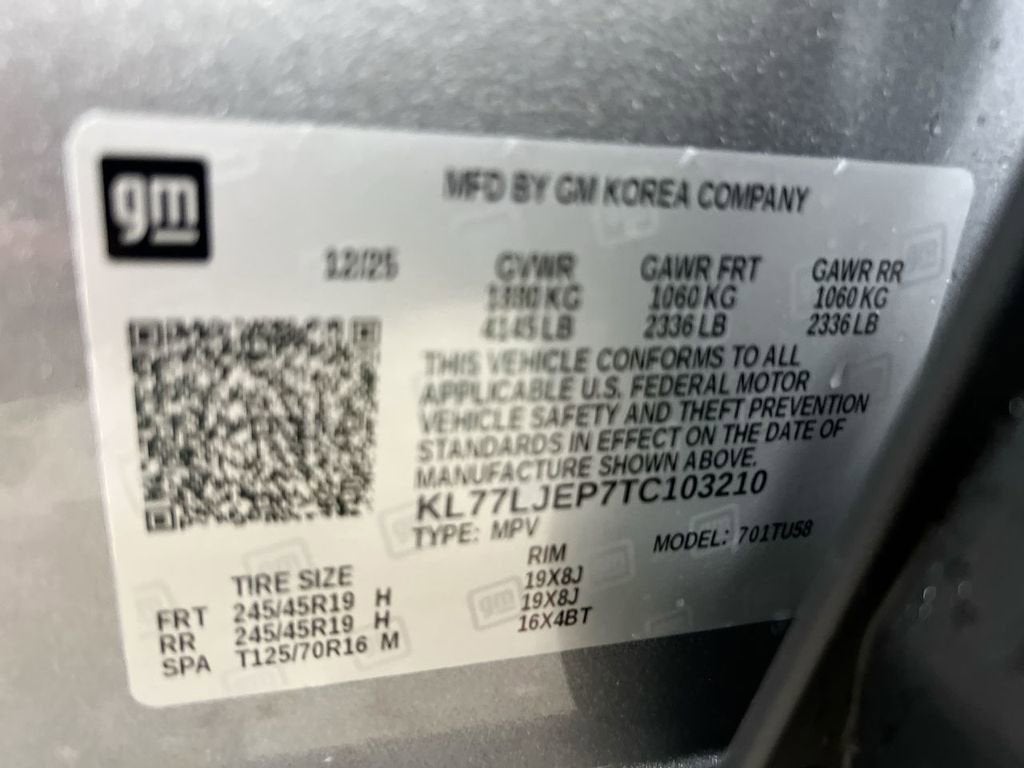 gm
MFD BY GM KOREA COMPANY
12/25 GVWR GAWR FRT GAWR RR
1880 KG 1060 KG 1060 KG
4145 LB 2336 LB 2336 LB
THIS VEHICLE CONFORMS TO ALL
APPLICABLE U.S. FEDERAL MOTOR
VEHICLE SAFETY AND THEFT PREVENTION
STANDARDS IN EFFECT ON THE DATE OF
MANUFACTURE SHOWN ABOVE.
KL77LJEP7TC103210
TYPE: MPV MODEL: 701TU58
TIRE SIZE RIM
FRT 245/45R19 H 19X8J
RR 245/45R19 H 19X8J
SPA T125/70R16 M 16X4BT